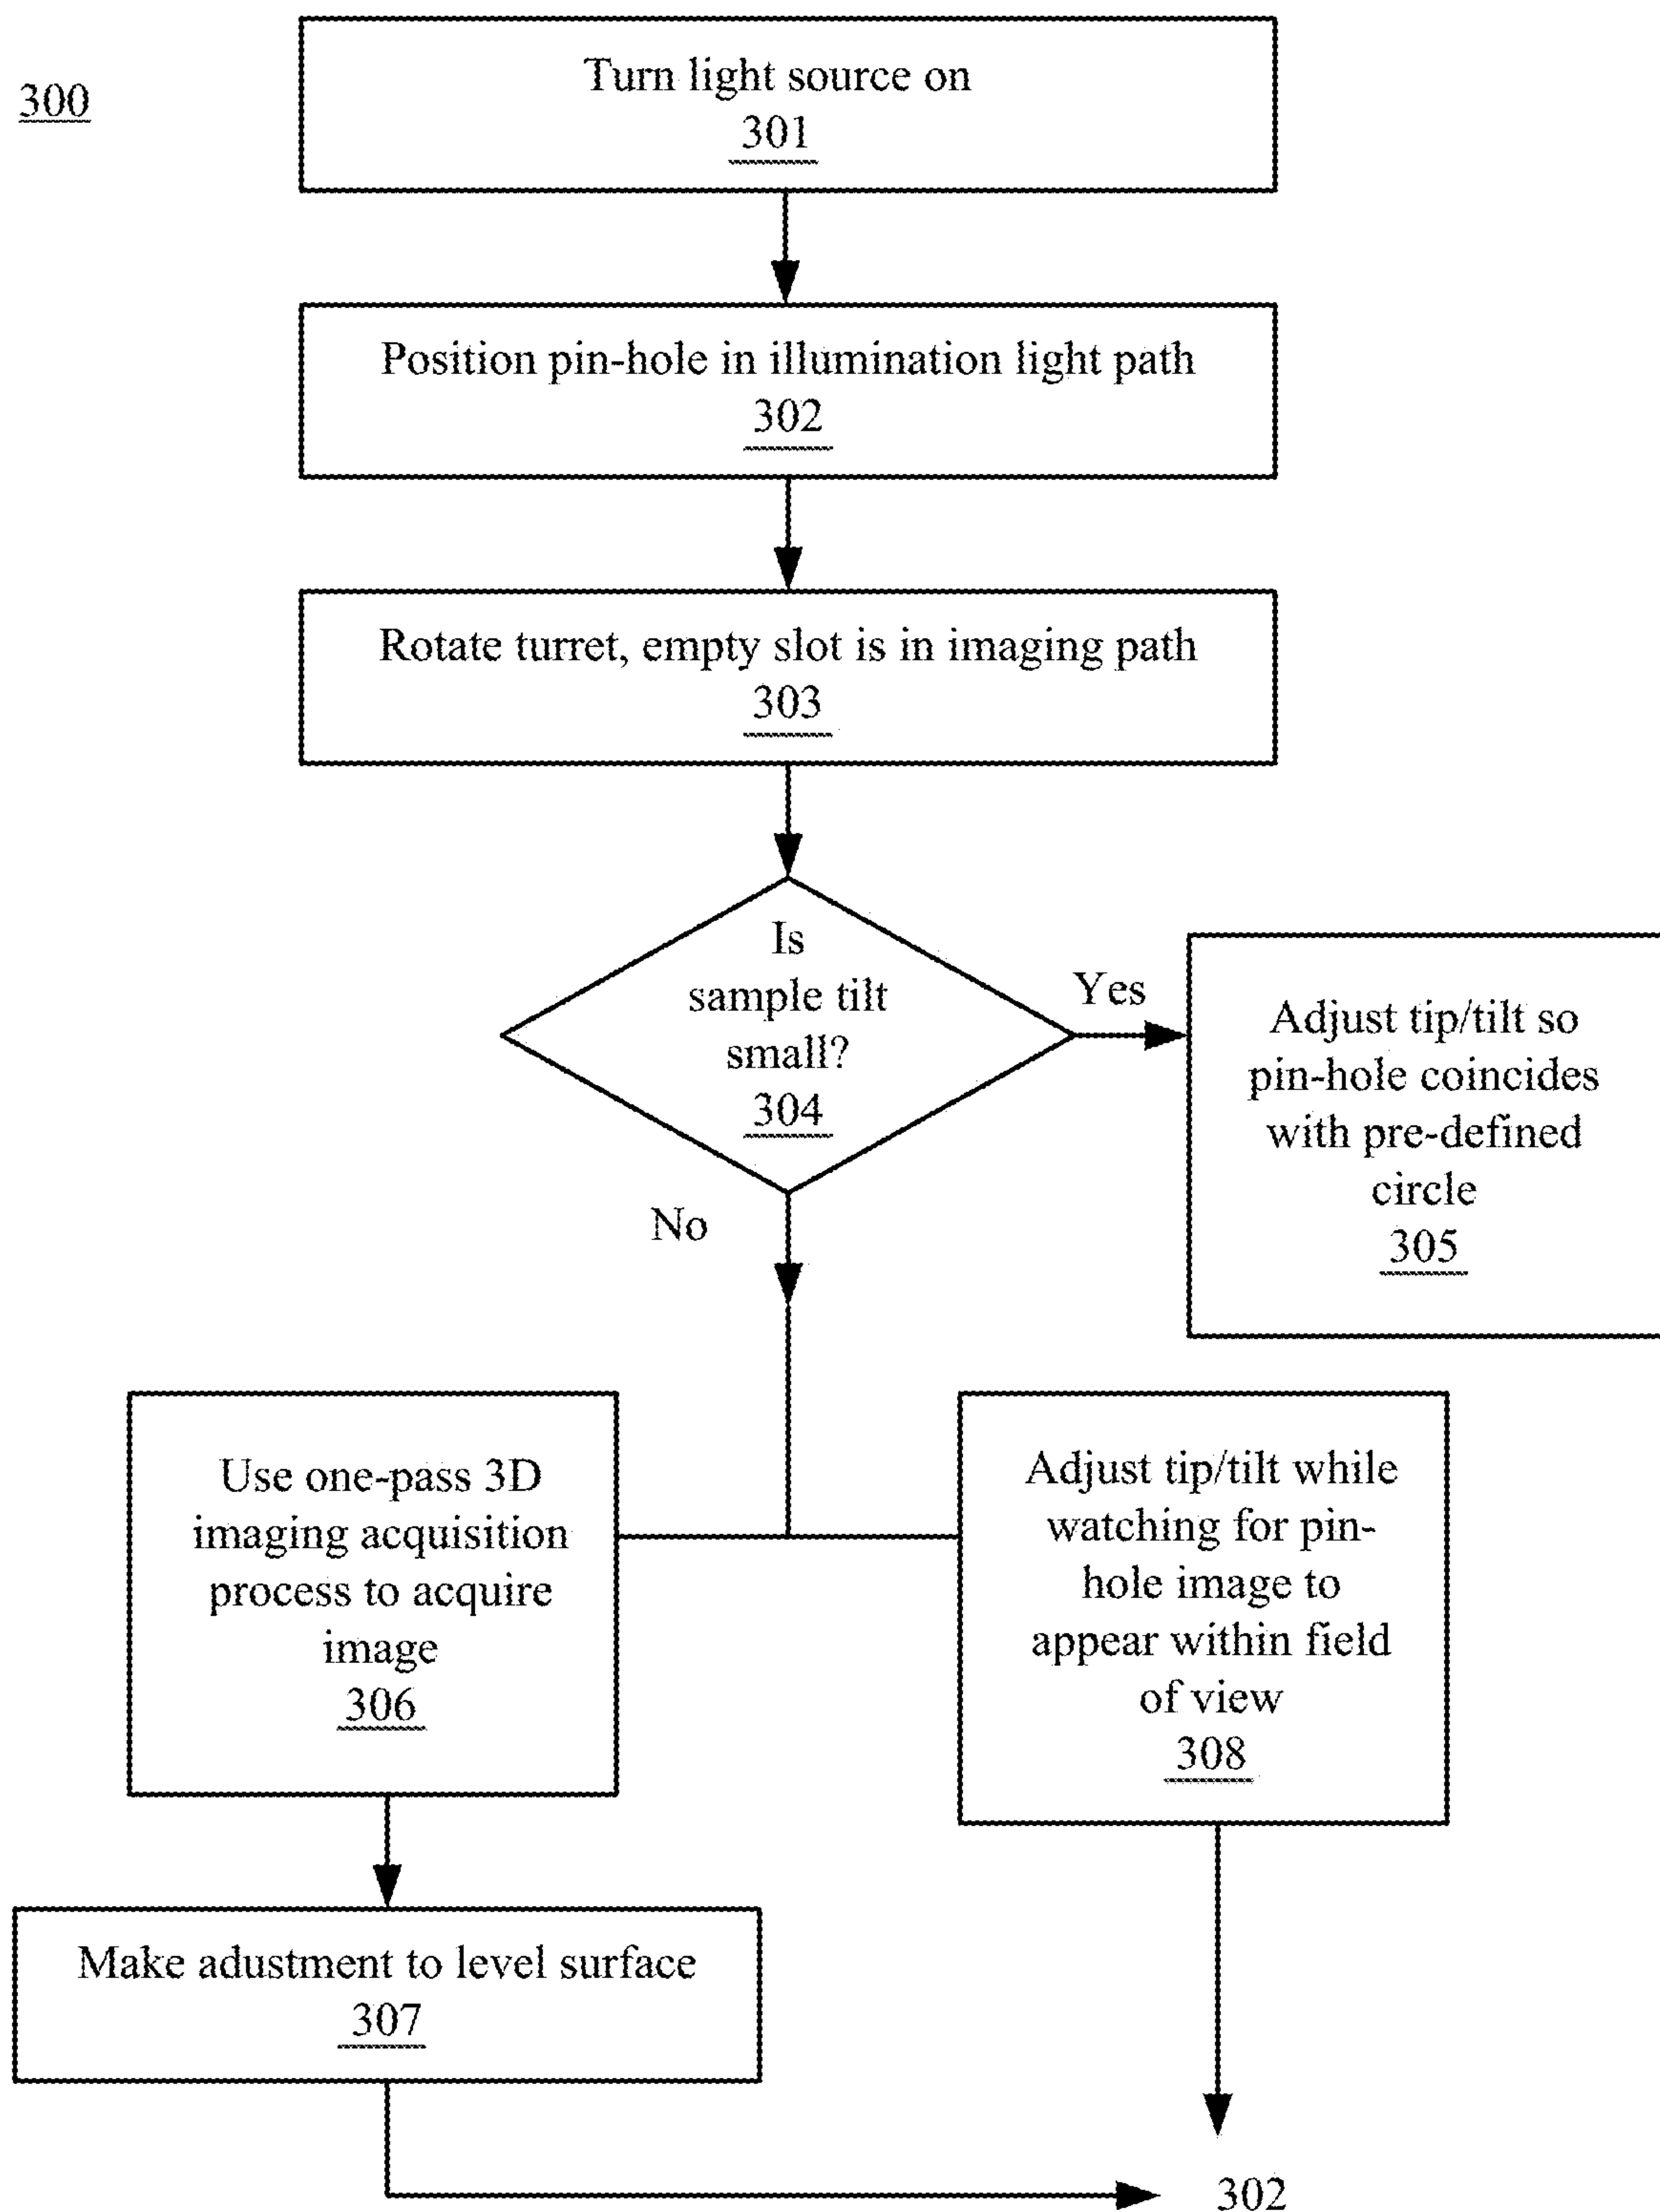 300
Turn light source on
301
Position pin-hole in illumination light path
302
Rotate turret, empty slot is in imaging path
303
Is
sample tilt
small?
304
Yes
Adjust tip/tilt so
pin-hole coincides
with pre-defined
circle
305
No
Use one-pass 3D
imaging acquisition
process to acquire
image
306
Adjust tip/tilt while
watching for pin-
hole image to
appear within field
of view
308
Make adustment to level surface
307
302